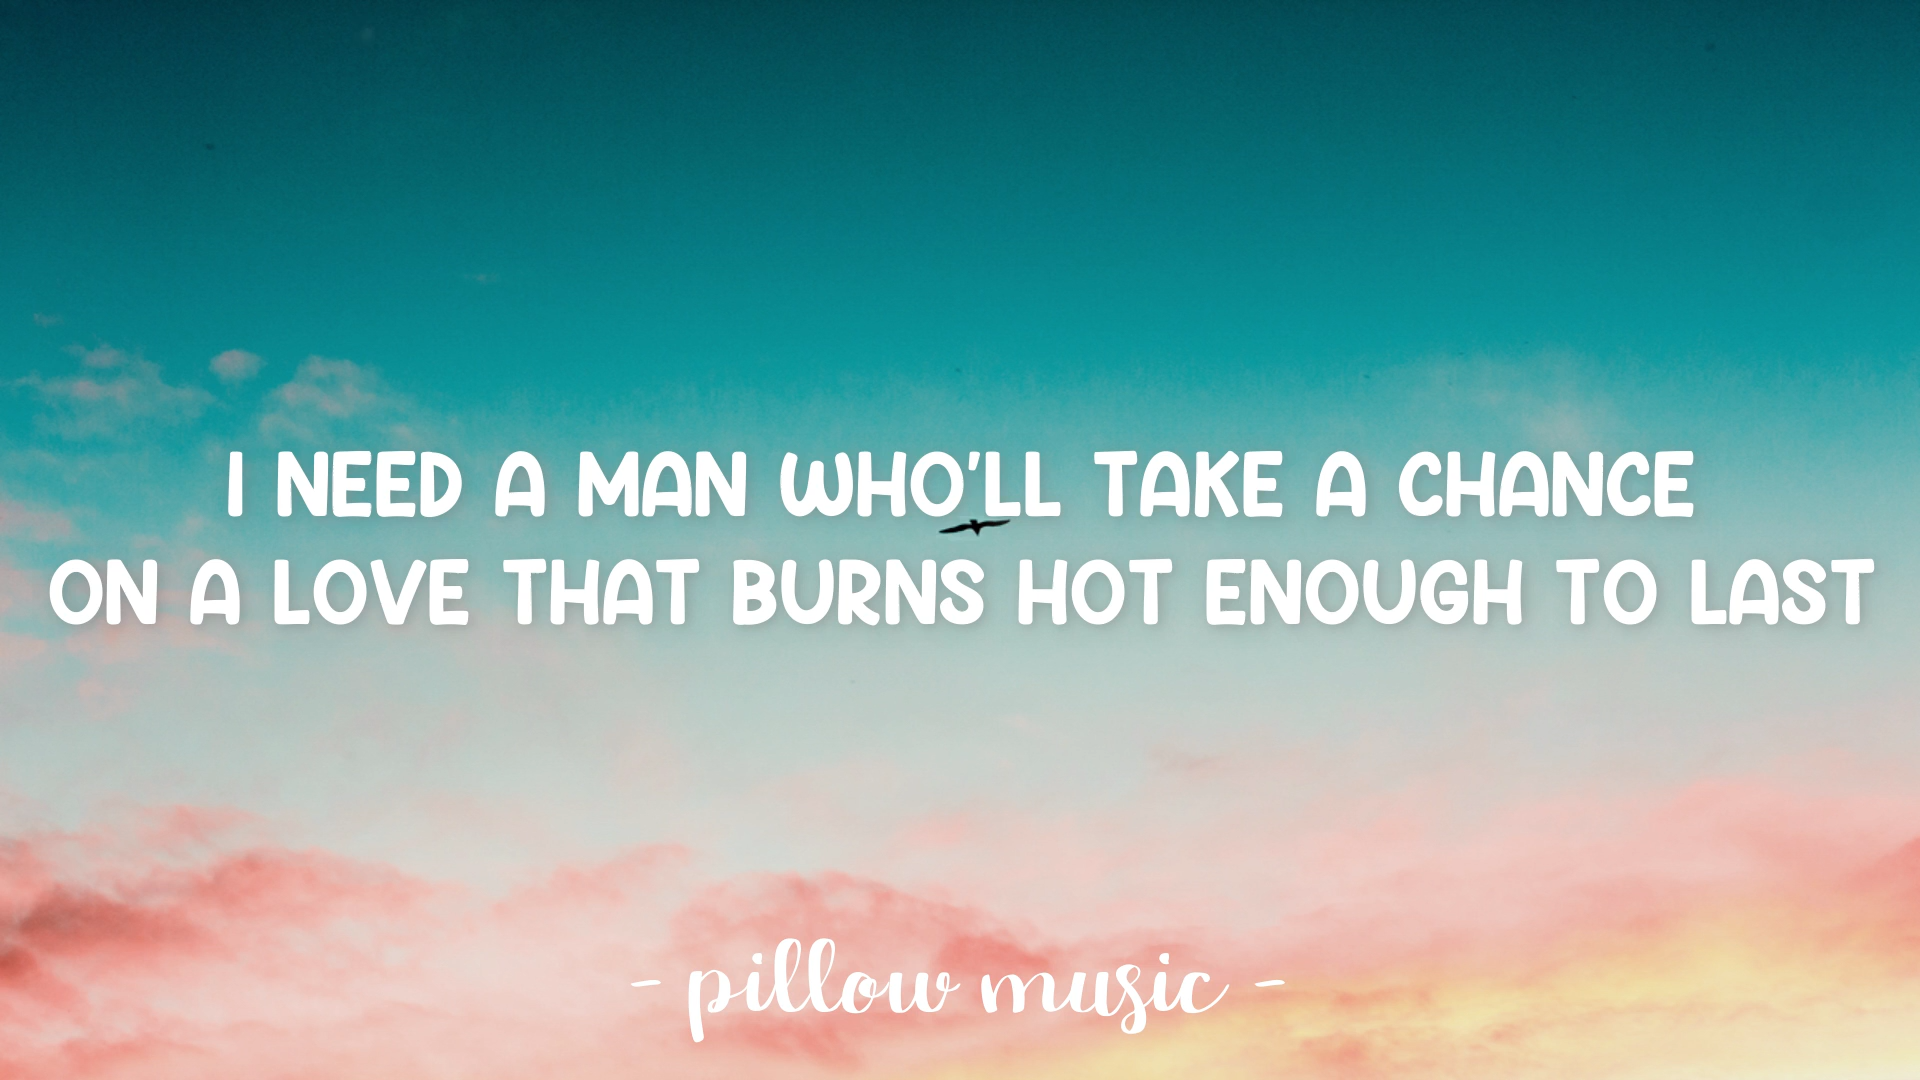 I NEED A MAN WHO'LL TAKE A CHANCE
ON A LOVE THAT BURNS HOT ENOUGH TO LAST
- pillow music -